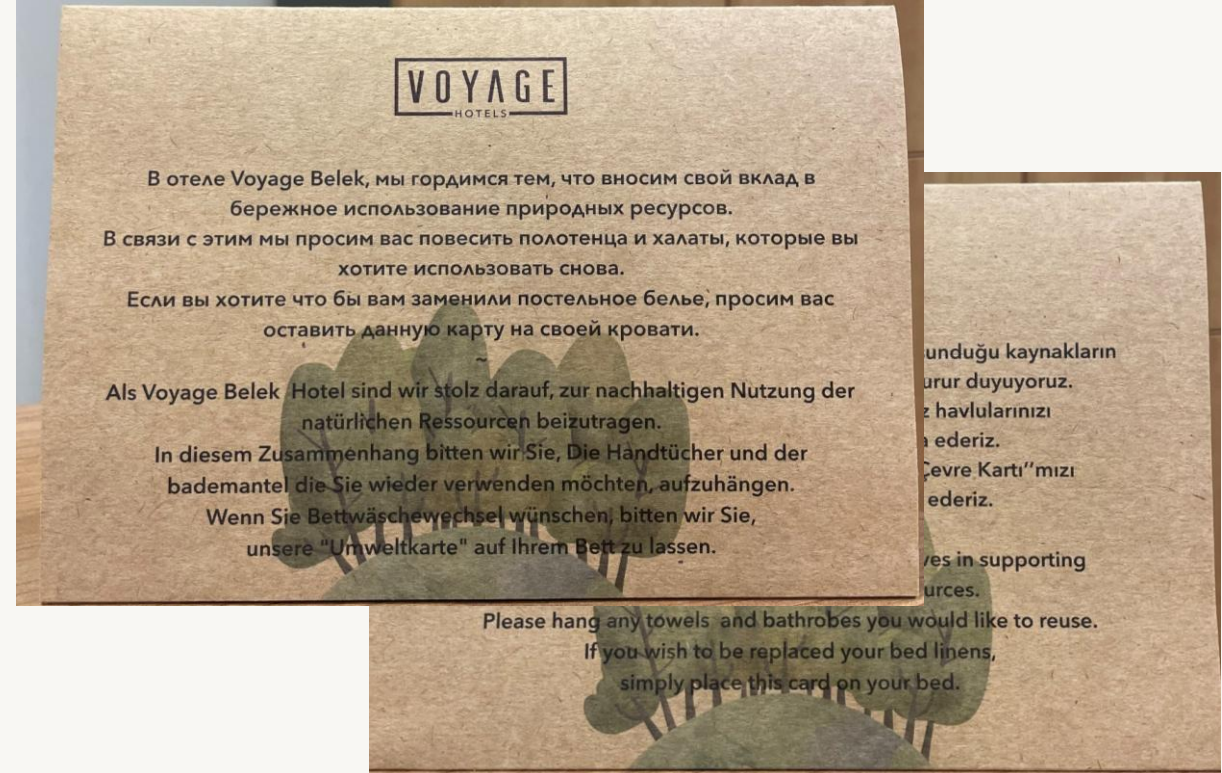 VOYAGE
HOTELS
В отеле Voyage Belek, мы гордимся тем, что вносим свой вклад в
бережное использование природных ресурсов.
В связи с этим мы просим вас повесить полотенца и халаты, которые вы
хотите использовать снова.
Если вы хотите что бы вам заменили постельное белье, просим вас
оставить данную карту на своей кровати.
~
Als Voyage Belek Hotel sind wir stolz darauf, zur nachhaltigen Nutzung der
natürlichen Ressourcen beizutragen.
In diesem Zusammenhang bitten wir Sie, Die Handtücher und der
bademantel die Sie wieder verwenden möchten, aufzuhängen.
Wenn Sie Bettwäschewechsel wünschen, bitten wir Sie,
unsere "Umweltkarte" auf Ihrem Bett zu lassen.
kaynakların
duyuyoruz.
havlularınızı
ederiz.
Çevre Kartı’’mızı
ederiz.
in supporting
Please hang any towels and bathrobes you would like to reuse.
If you wish to be replaced your bed linens,
simply place this card on your bed.